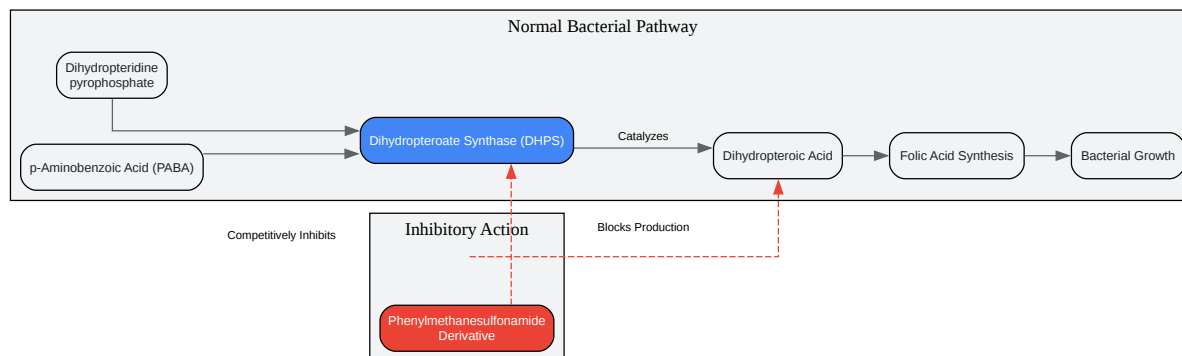 Normal Bacterial Pathway
Dihydropteridine
pyrophosphate
p-Aminobenzoic Acid (PABA)
Dihydropteroate Synthase (DHPS)
Catalyzes
Dihydropteroic Acid
Folic Acid Synthesis
Bacterial Growth
Inhibitory Action
Competitively Inhibits
Blocks Production
Phenylmethanesulfonamide
Derivative